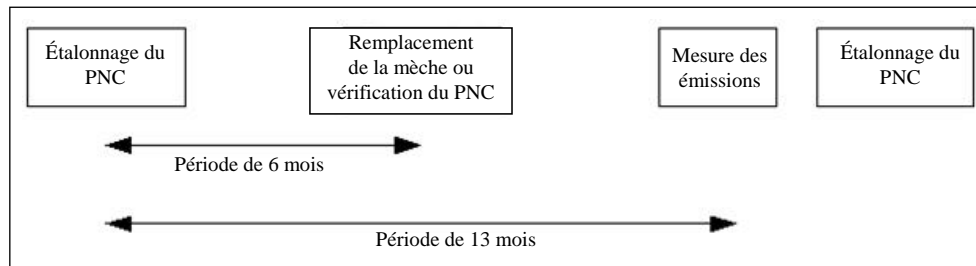 Étalonnage du
PNC
Remplacement
de la mèche ou
vérification du PNC
Mesure des
émissions
Étalonnage du
PNC
Période de 6 mois
Période de 13 mois